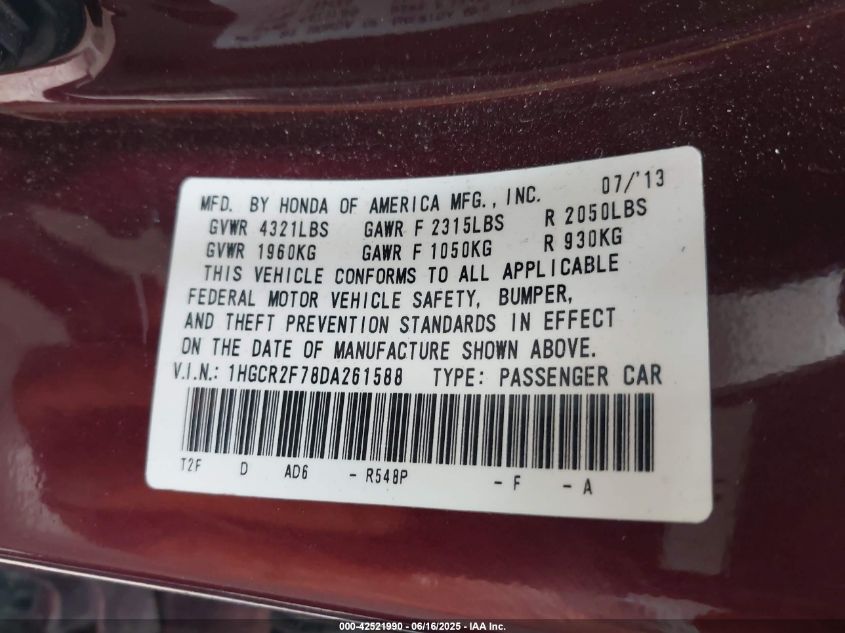 MFD. BY HONDA OF AMERICA MFG., INC. 07/'13
GVWR 4321LBS GAWR F 2315LBS R 2050LBS
GVWR 1960KG GAWR F 1050KG R 930KG
THIS VEHICLE CONFORMS TO ALL APPLICABLE
FEDERAL MOTOR VEHICLE SAFETY, BUMPER,
AND THEFT PREVENTION STANDARDS IN EFFECT
ON THE DATE OF MANUFACTURE SHOWN ABOVE.
V.I.N.: 1HGCR2F78DA261588 TYPE: PASSENGER CAR
T2F D AD6 - R548P - F - A
000-42521990 - 06/16/2025 - IAA Inc.